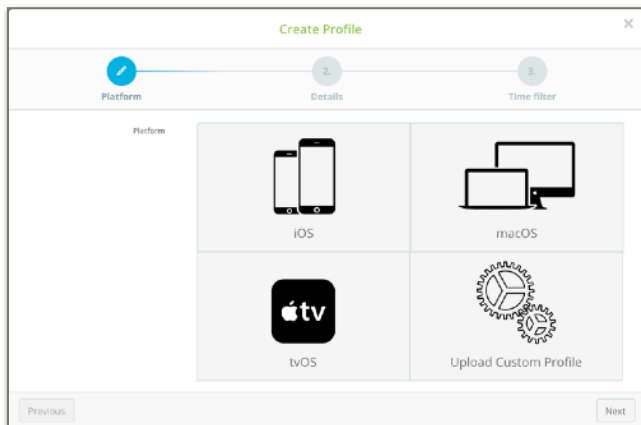 Create Profile
×
2.
3.
Platform
Details
Time filter
Platform
iOS
macOS
tv
tvOS
Upload Custom Profile
Previous
Next